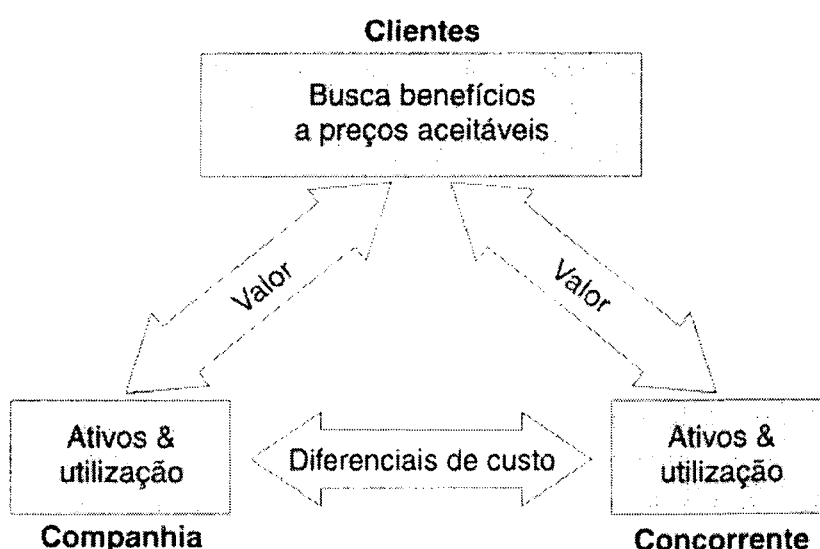 Clientes
Busca benefícios
a preços aceitáveis
Valor
Valor
Ativos &
utilização
Diferenciais de custo
Ativos &
utilização
Companhia
Concorrente